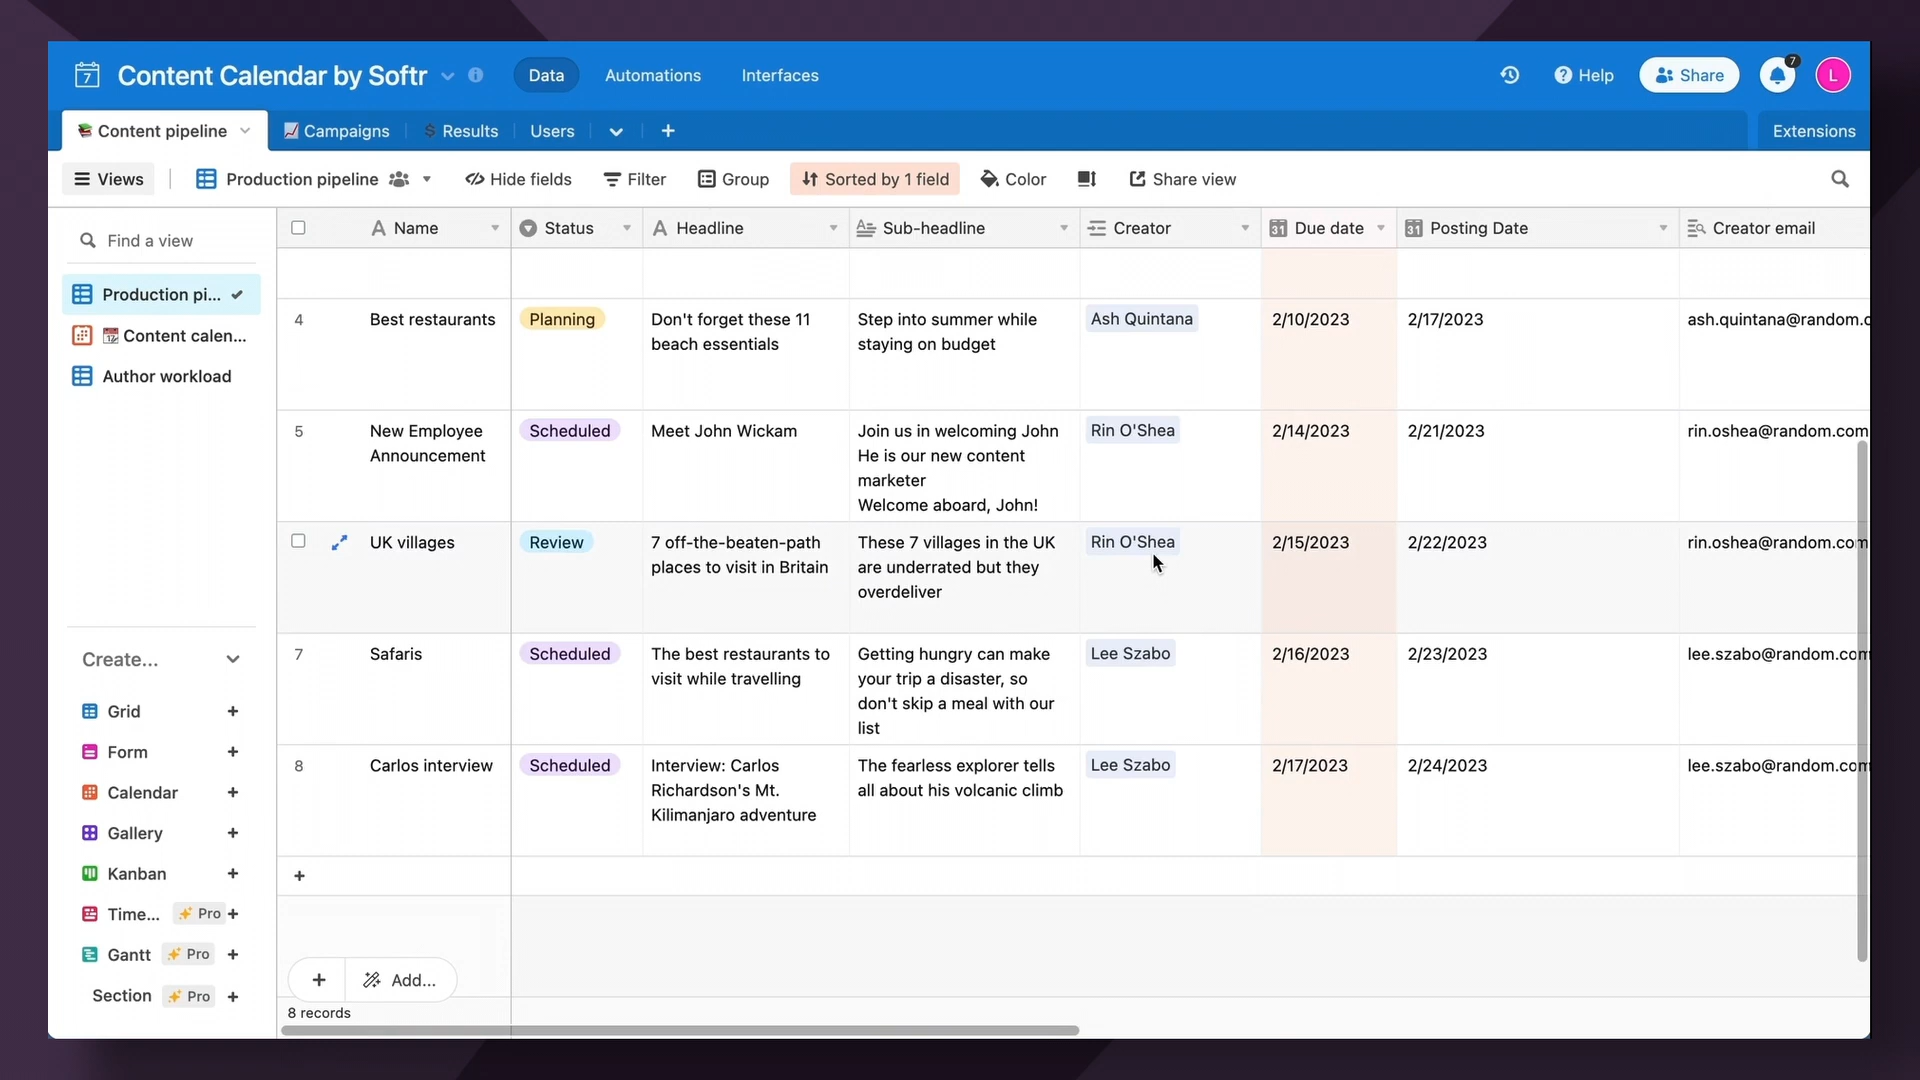 7 Content Calendar by Softr Data Automations Interfaces Help Share 7 L
Content pipeline Campaigns $ Results Users Extensions
Views Production pipeline Hide fields Filter Group Sorted by 1 field Color Share view
Find a view
Production pi...
Content calen...
Author workload
Create...
Grid
Form
Calendar
Gallery
Kanban
Time... Pro
Gantt Pro
Section Pro
Name Status Headline Sub-headline Creator 31 Due date 31 Posting Date Creator email
4 Best restaurants Planning Don't forget these 11 Step into summer while Ash Quintana 2/10/2023 2/17/2023 ash.quintana@random.c
beach essentials staying on budget
5 New Employee Scheduled Meet John Wickam Join us in welcoming John Rin O'Shea 2/14/2023 2/21/2023 rin.oshea@random.com
Announcement He is our new content
marketer
Welcome aboard, John!
UK villages Review 7 off-the-beaten-path These 7 villages in the UK Rin O'Shea 2/15/2023 2/22/2023 rin.oshea@random.com
places to visit in Britain are underrated but they
overdeliver
7 Safaris Scheduled The best restaurants to Getting hungry can make Lee Szabo 2/16/2023 2/23/2023 lee.szabo@random.com
visit while travelling your trip a disaster, so
don't skip a meal with our
list
8 Carlos interview Scheduled Interview: Carlos The fearless explorer tells Lee Szabo 2/17/2023 2/24/2023 lee.szabo@random.com
Richardson's Mt. all about his volcanic climb
Kilimanjaro adventure
Add...
8 records